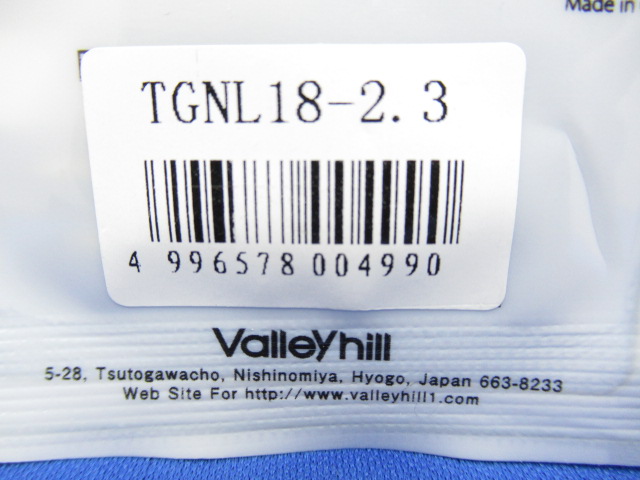 Made in
TGNL18-2.3
4 996578 004990
Valleyhill
5-28, Tsutogawacho, Nishinomiya, Hyogo, Japan 663-8233
Web Site For http://www.valleyhill1.com